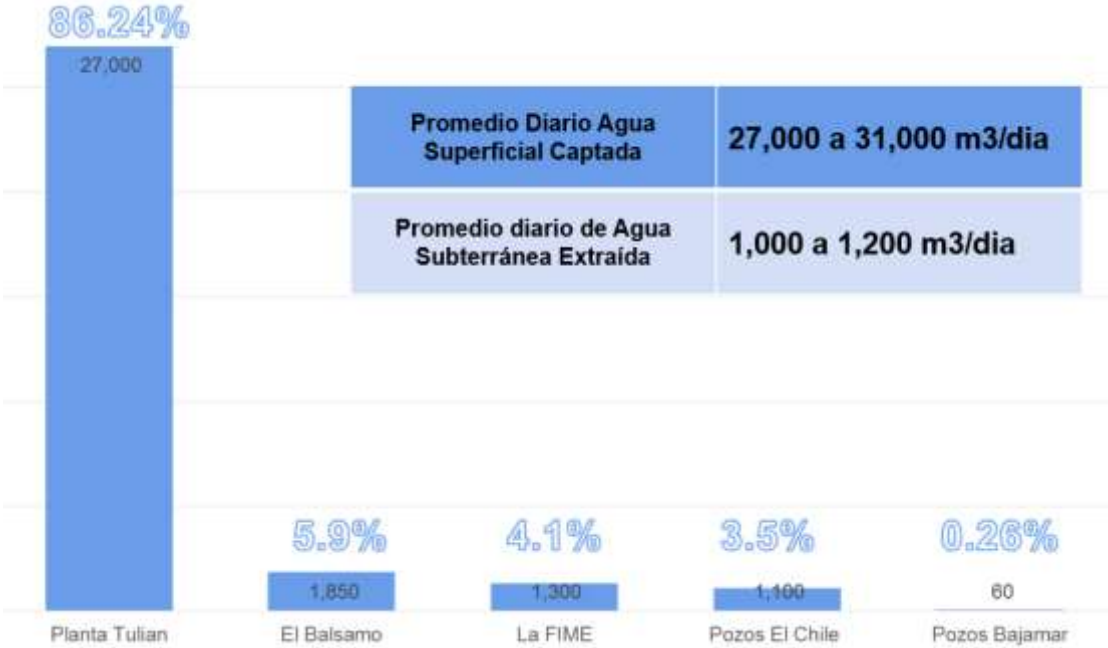 86.24%
27,000
Promedio Diario Agua
Superficial Captada
27,000 a 31,000 m3/dia
Promedio diario de Agua
Subterránea Extraída
1,000 a 1,200 m3/dia
5.9%
4.1%
3.5%
0.26%
1,850
1,300
1,100
60
Planta Tulian
El Balsamo
La FIME
Pozos El Chile
Pozos Bajamar